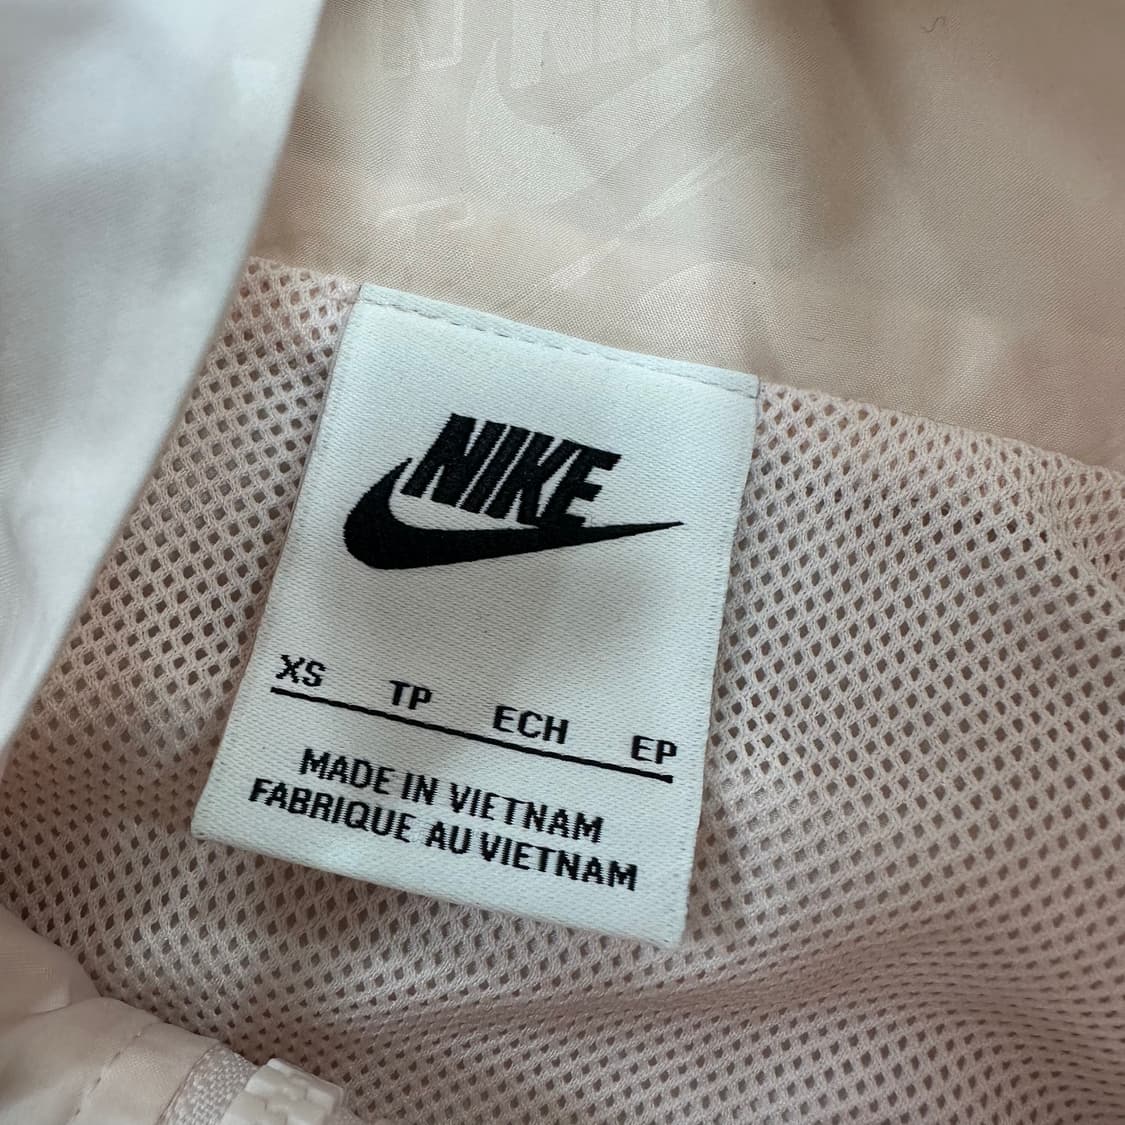 NIKE
XS TP ECH EP
MADE IN VIETNAM
FABRIQUE AU VIETNAM